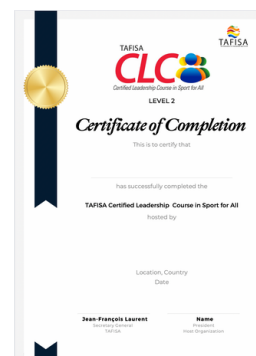 TAFISA
TAFISA
CLC
Certified Leadership Course in Sport for All
LEVEL 2
Certificate of Completion
This is to certify that
has successfully completed the
TAFISA Certified Leadership Course in Sport for All
hosted by
Location, Country
Date
Jean-François Laurent
Secretary General
TAFISA
Name
President
Host Organization